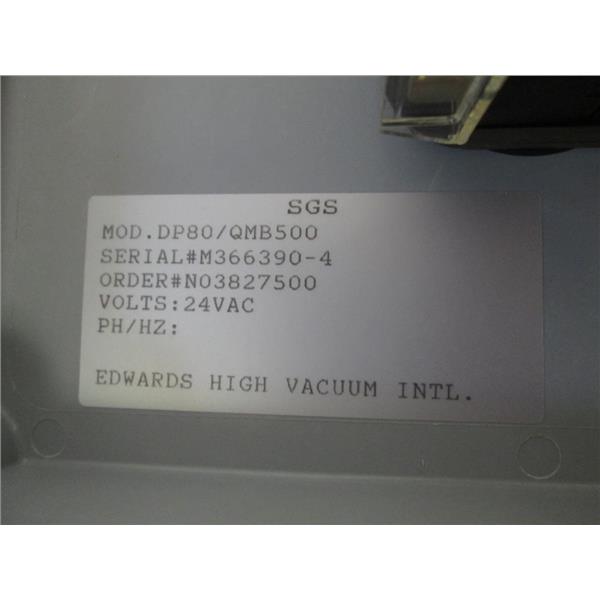 SGS
MOD.DP80/QMB500
SERIAL#M366390-4
ORDER#N03827500
VOLTS:24VAC
PH/HZ:
EDWARDS HIGH VACUUM INTL.